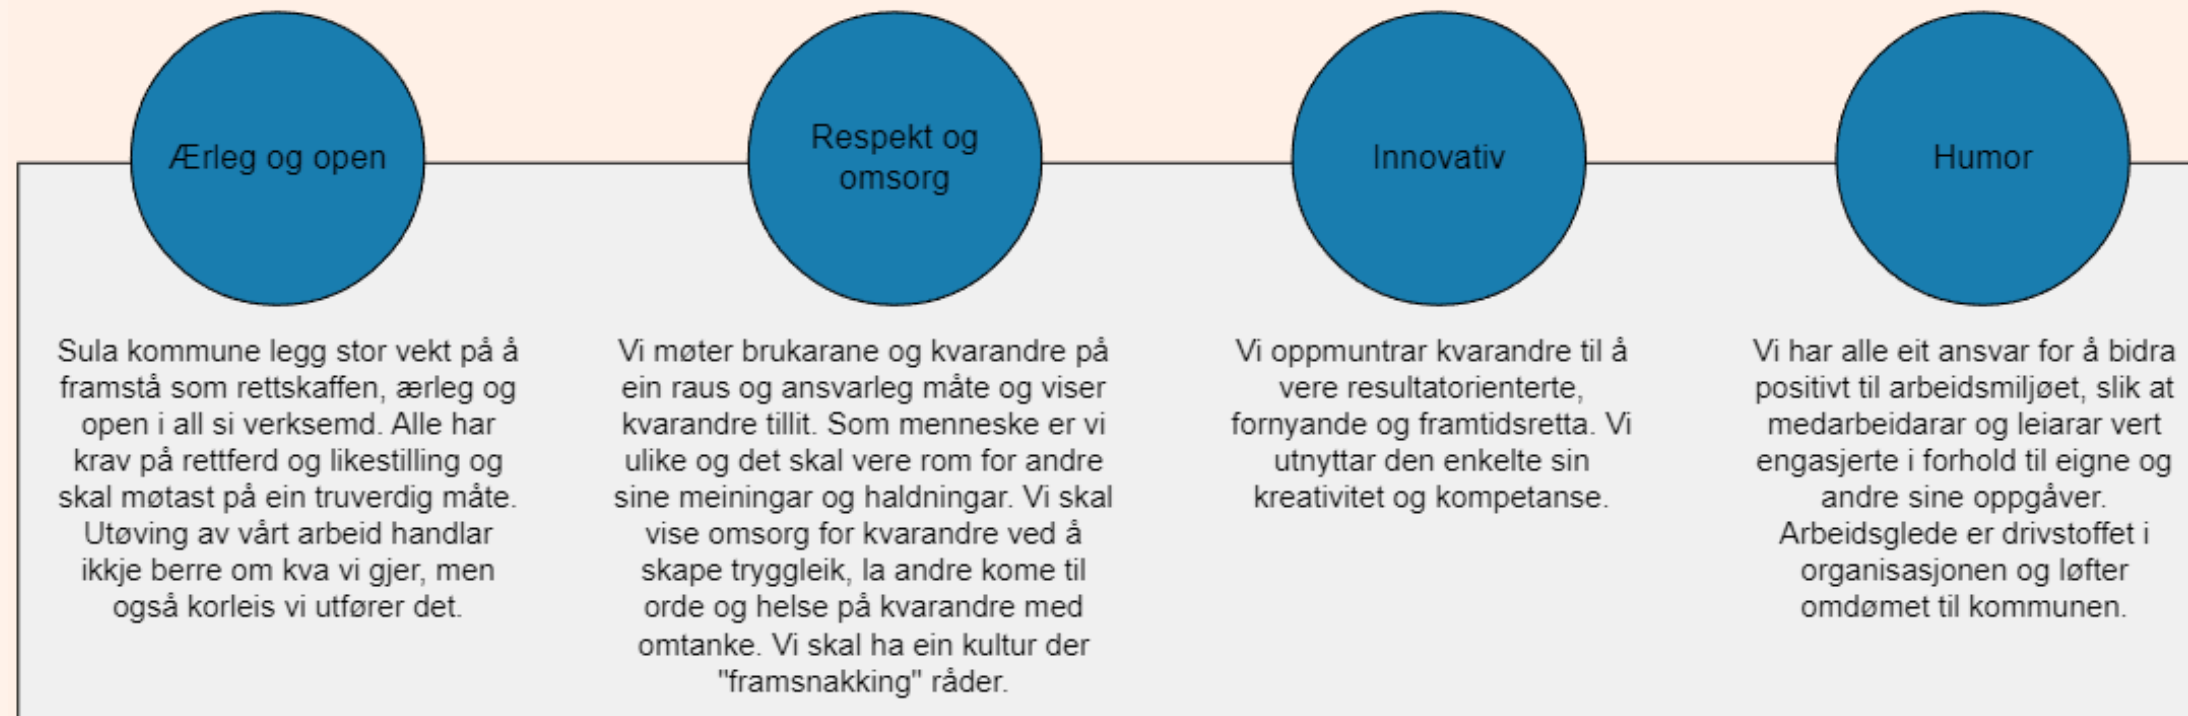 Ærleg og open
Sula kommune legg stor vekt på å
framstå som rettskaffen, ærleg og
open i all si verksemd. Alle har
krav på rettferd og likestilling og
skal møtast på ein truverdig måte.
Utøving av vårt arbeid handlar
ikkje berre om kva vi gjer, men
også korleis vi utfører det.
Respekt og
omsorg
Vi møter brukarane og kvarandre på
ein raus og ansvarleg måte og viser
kvarandre tillit. Som menneske er vi
ulike og det skal vere rom for andre
sine meiningar og haldningar. Vi skal
vise omsorg for kvarandre ved å
skape tryggleik, la andre kome til
orde og helse på kvarandre med
omtanke. Vi skal ha ein kultur der
"framsnakking" råder.
Innovativ
Vi oppmuntrar kvarandre til å
vere resultatorienterte,
fornyande og framtidsretta. Vi
utnyttar den enkelte sin
kreativitet og kompetanse.
Humor
Vi har alle eit ansvar for å bidra
positivt til arbeidsmiljøet, slik at
medarbeidarar og leiarar vert
engasjerte i forhold til eigne og
andre sine oppgåver.
Arbeidsglede er drivstoffet i
organisasjonen og løfter
omdømet til kommunen.